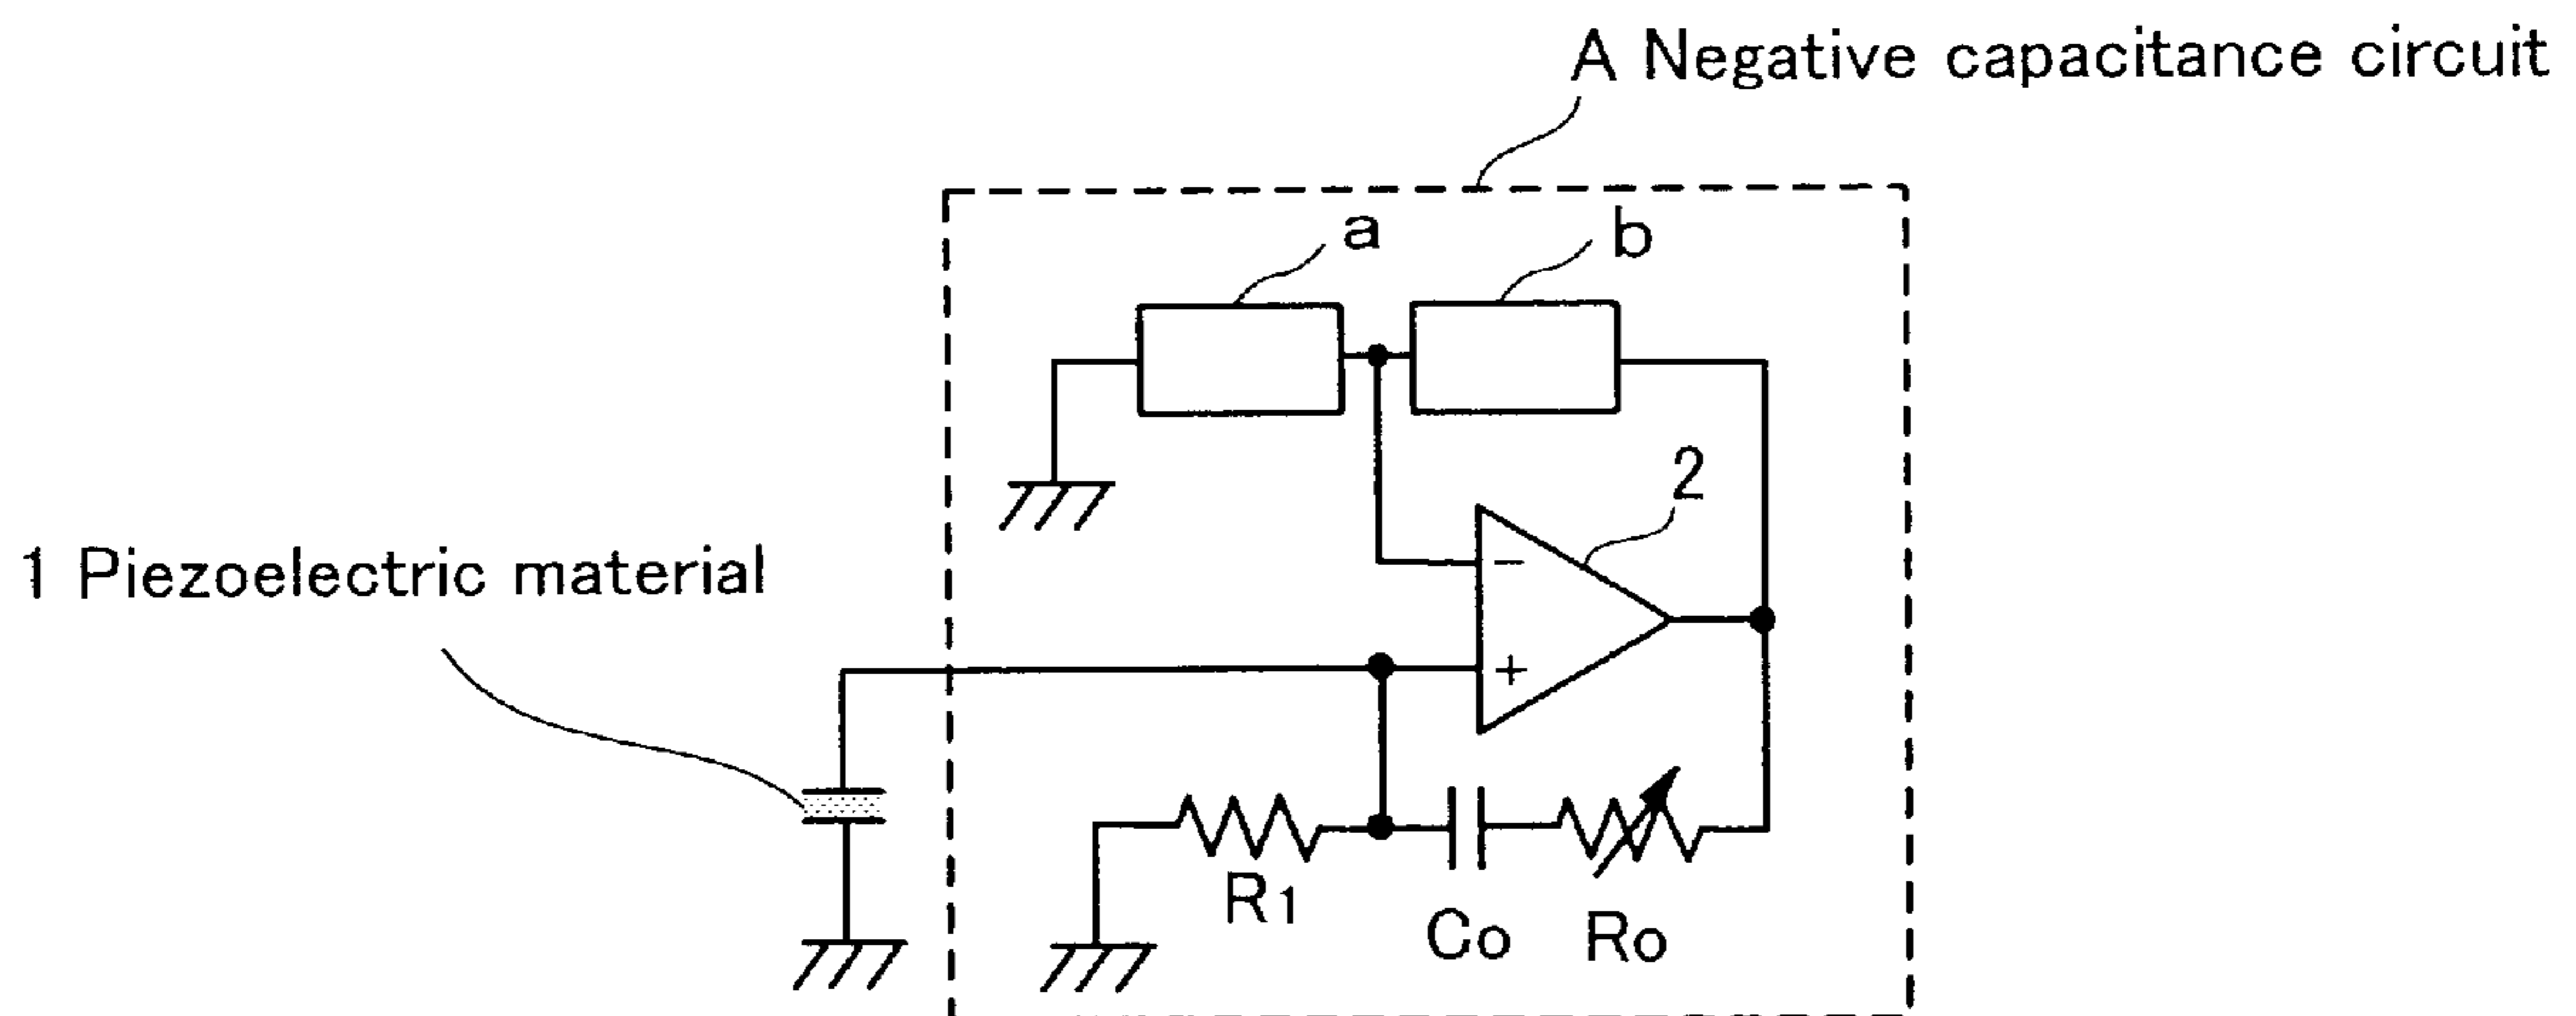 A Negative capacitance circuit
a
b
2
1 Piezoelectric material
−
+
R1
Co
Ro